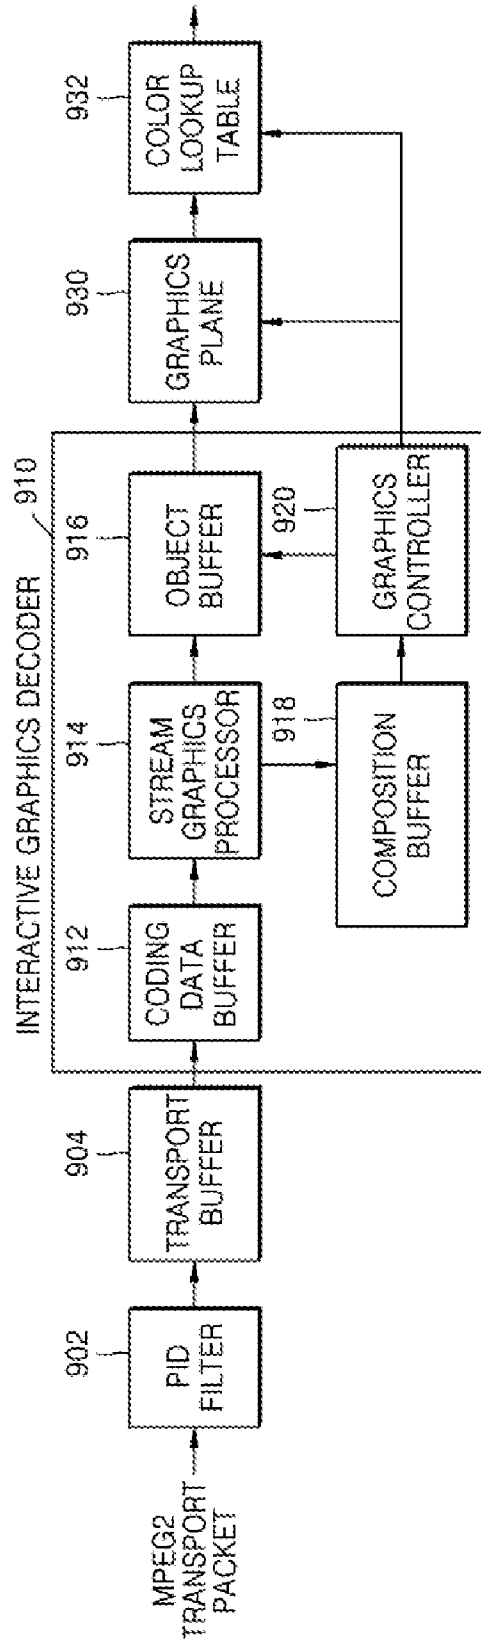 INTERACTIVE GRAPHICS DECODER
910
MPEG2
TRANSPORT
PACKET
902
PID
FILTER
904
TRANSPORT
BUFFER
912
CODING
DATA
BUFFER
914
STREAM
GRAPHICS
PROCESSOR
916
OBJECT
BUFFER
930
GRAPHICS
PLANE
932
COLOR
LOOKUP
TABLE
918
COMPOSITION
BUFFER
920
GRAPHICS
CONTROLLER